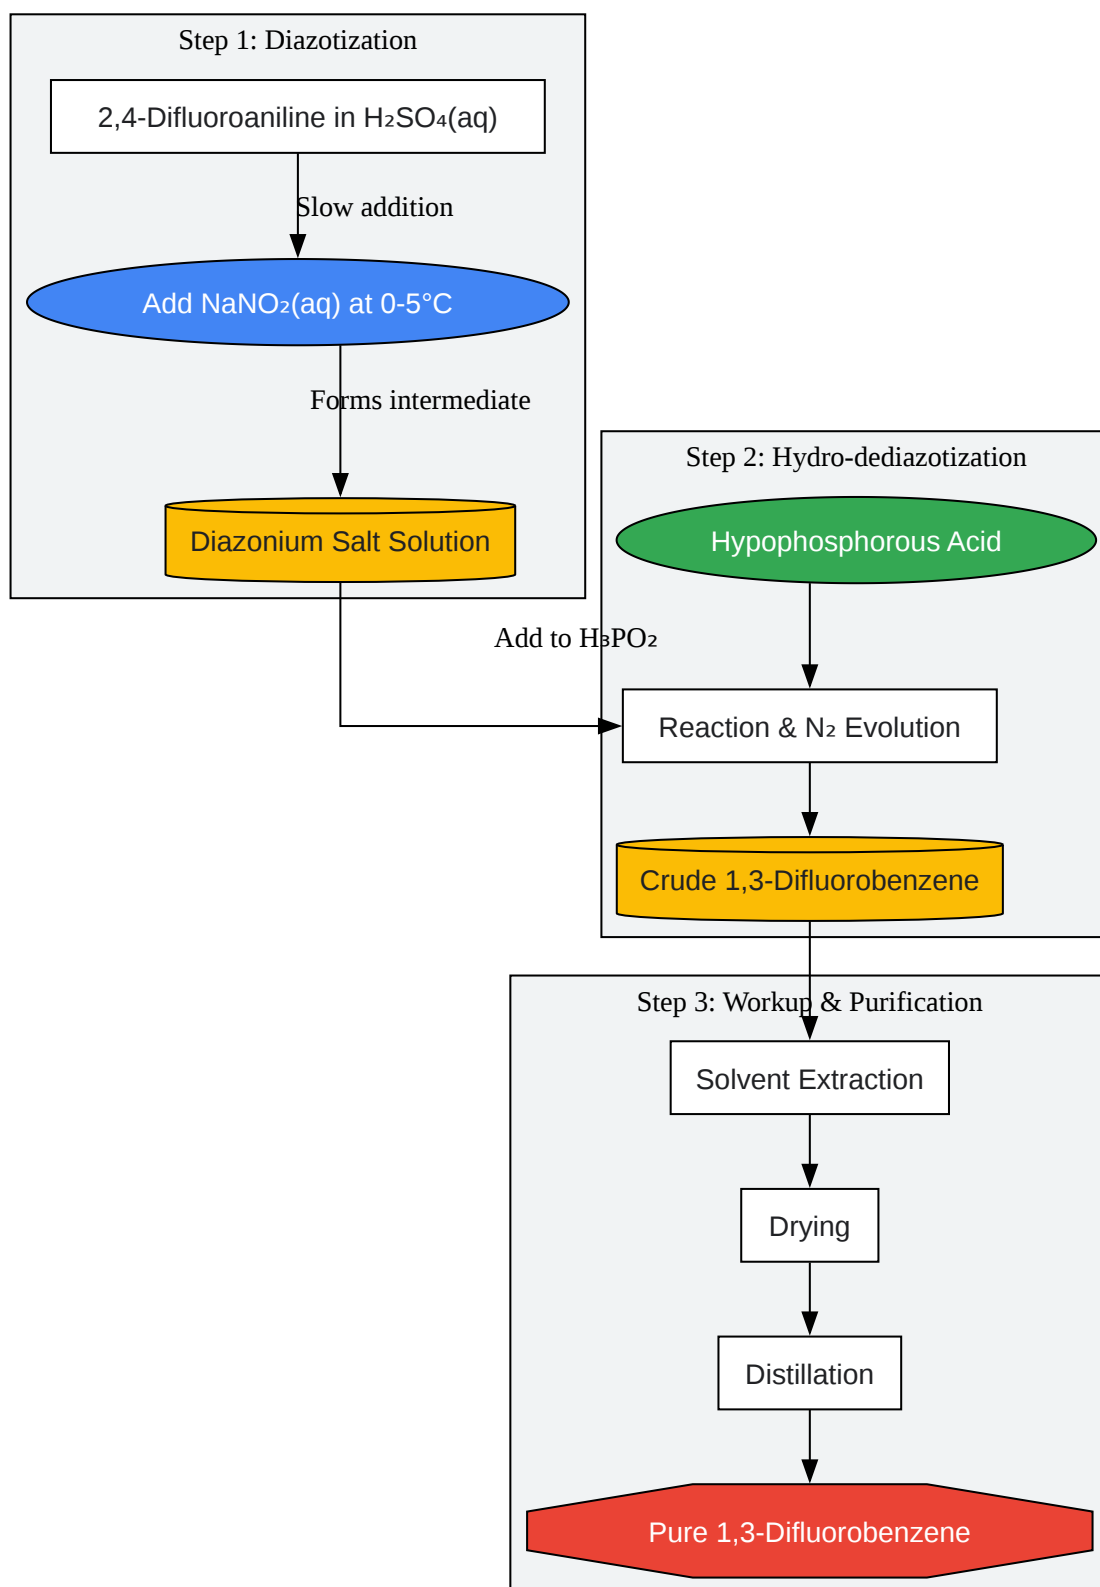 Step 1: Diazotization
2,4-Difluoroaniline in H₂SO₄(aq)
Slow addition
Add NaNO₂(aq) at 0-5°C
Forms intermediate
Diazonium Salt Solution
Step 2: Hydro-dediazotization
Hypophosphorous Acid
Add to H₃PO₂
Reaction & N₂ Evolution
Crude 1,3-Difluorobenzene
Step 3: Workup & Purification
Solvent Extraction
Drying
Distillation
Pure 1,3-Difluorobenzene